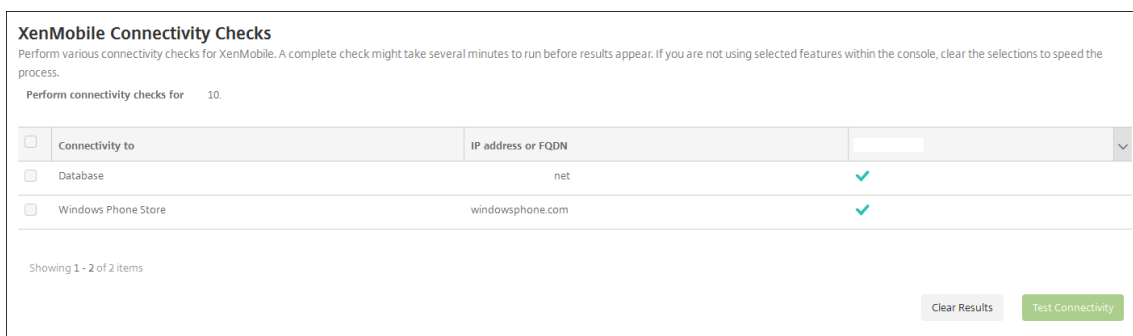 XenMobile Connectivity Checks
Perform various connectivity checks for XenMobile. A complete check might take several minutes to run before results appear. If you are not using selected features within the console, clear the selections to speed the
process.
Perform connectivity checks for 10.
Connectivity to IP address or FQDN
Database net
Windows Phone Store windowsphone.com
Showing 1 - 2 of 2 items
Clear Results Test Connectivity